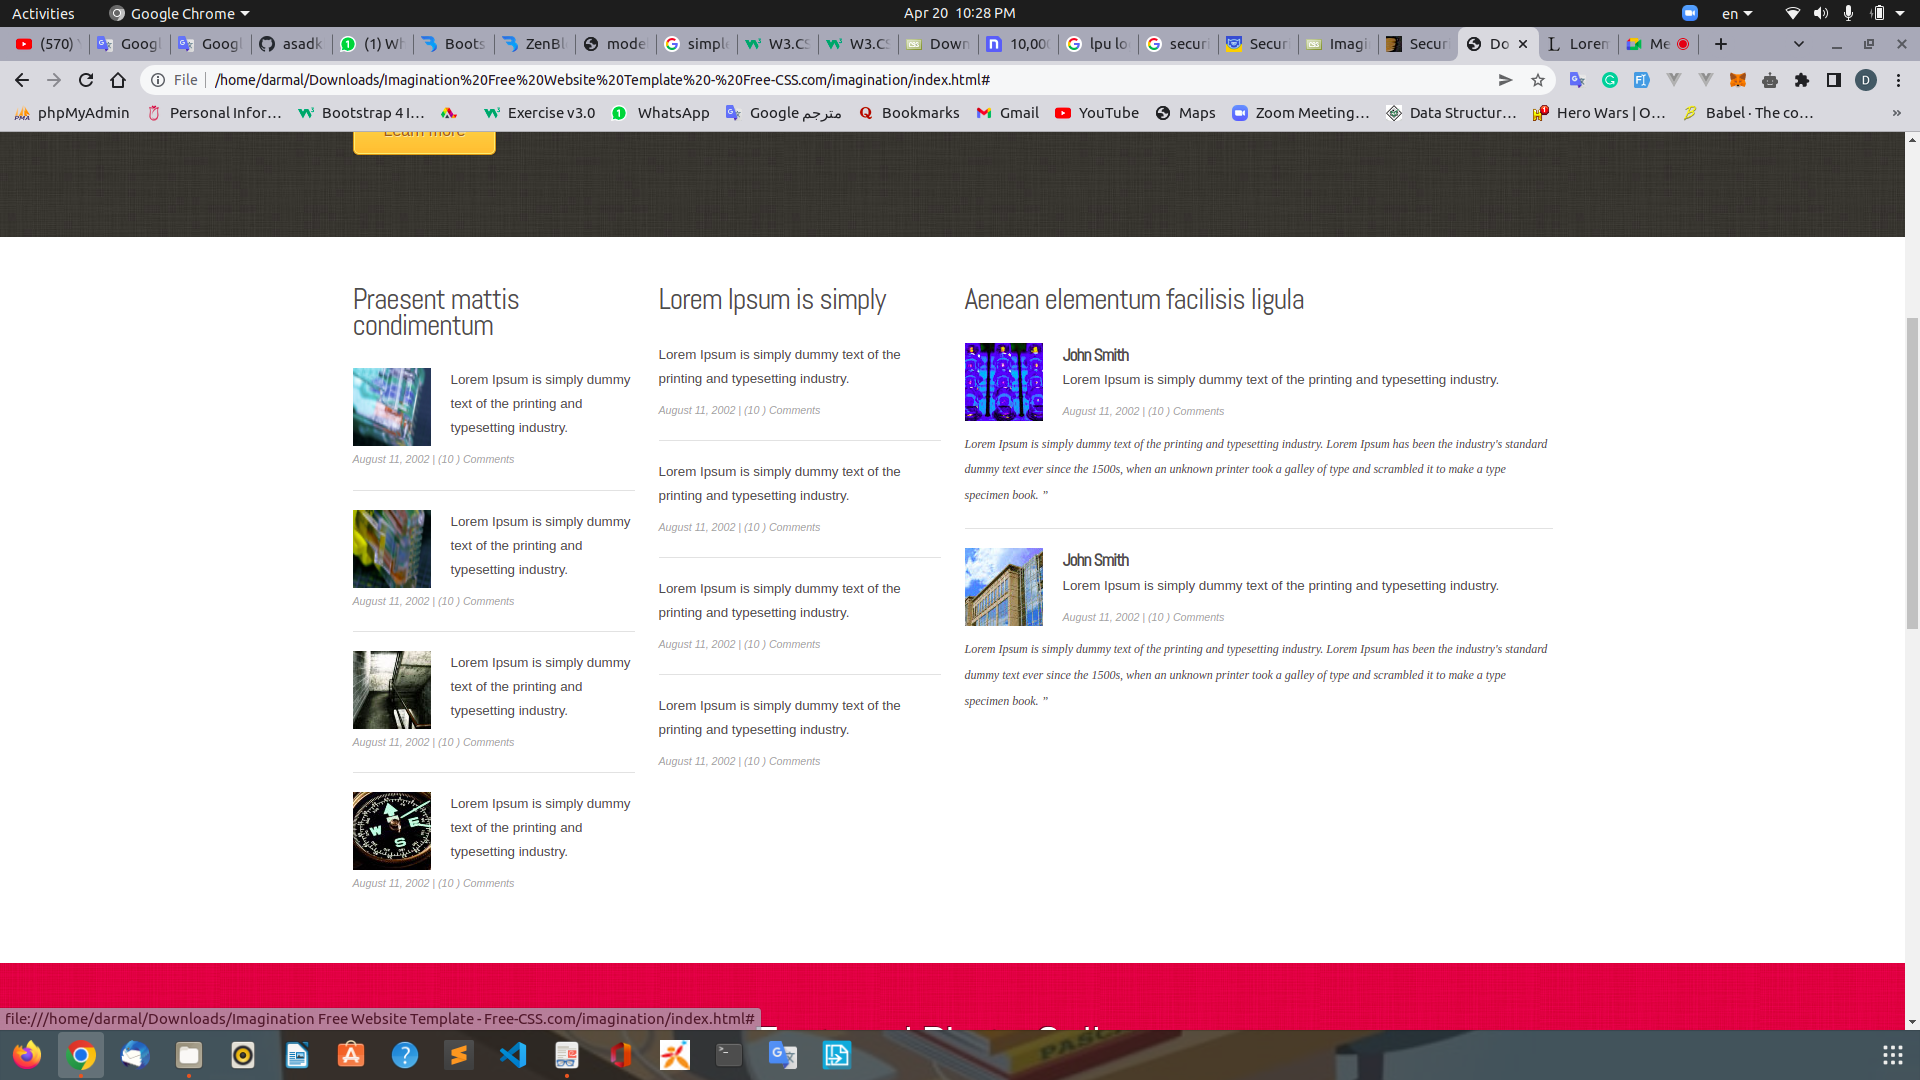 Activities
Google Chrome
Apr 20 10:28 PM
en
(570)
Googl
Googl
asadk
(1) Wh
Boots
ZenBl
mode
simple
W3.CS
W3.CS
Down
10,000
lpu lo
securi
Secur
Imagi
Secur
Do
Lorem
Me
File
/home/darmal/Downloads/Imagination%20Free%20Website%20Template%20-%20Free-CSS.com/imagination/index.html#
D
phpMyAdmin
Personal Infor...
Bootstrap 4 I...
Exercise v3.0
WhatsApp
Google مترجم
Bookmarks
Gmail
YouTube
Maps
Zoom Meeting...
Data Structur...
Hero Wars | O...
Babel · The co...
»
Learn more
Praesent mattis
condimentum
Lorem Ipsum is simply dummy
text of the printing and
typesetting industry.
August 11, 2002 | (10 ) Comments
Lorem Ipsum is simply dummy
text of the printing and
typesetting industry.
August 11, 2002 | (10 ) Comments
Lorem Ipsum is simply dummy
text of the printing and
typesetting industry.
August 11, 2002 | (10 ) Comments
W E
S
Lorem Ipsum is simply dummy
text of the printing and
typesetting industry.
August 11, 2002 | (10 ) Comments
Lorem Ipsum is simply
Lorem Ipsum is simply dummy text of the
printing and typesetting industry.
August 11, 2002 | (10 ) Comments
Lorem Ipsum is simply dummy text of the
printing and typesetting industry.
August 11, 2002 | (10 ) Comments
Lorem Ipsum is simply dummy text of the
printing and typesetting industry.
August 11, 2002 | (10 ) Comments
Lorem Ipsum is simply dummy text of the
printing and typesetting industry.
August 11, 2002 | (10 ) Comments
Aenean elementum facilisis ligula
John Smith
Lorem Ipsum is simply dummy text of the printing and typesetting industry.
August 11, 2002 | (10 ) Comments
Lorem Ipsum is simply dummy text of the printing and typesetting industry. Lorem Ipsum has been the industry's standard
dummy text ever since the 1500s, when an unknown printer took a galley of type and scrambled it to make a type
specimen book. ”
John Smith
Lorem Ipsum is simply dummy text of the printing and typesetting industry.
August 11, 2002 | (10 ) Comments
Lorem Ipsum is simply dummy text of the printing and typesetting industry. Lorem Ipsum has been the industry's standard
dummy text ever since the 1500s, when an unknown printer took a galley of type and scrambled it to make a type
specimen book. ”
file:///home/darmal/Downloads/Imagination Free Website Template - Free-CSS.com/imagination/index.html#